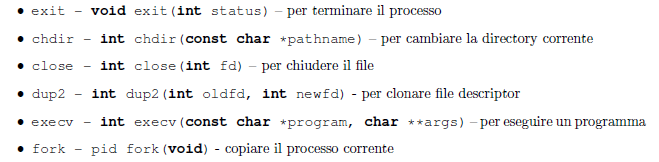 • exit – void exit(int status) – per terminare il processo
• chdir – int chdir(const char *pathname) – per cambiare la directory corrente
• close – int close(int fd) – per chiudere il file
• dup2 – int dup2(int oldfd, int newfd) - per clonare file descriptor
• execv – int execv(const char *program, char **args) – per eseguire un programma
• fork – pid fork(void) - copiare il processo corrente